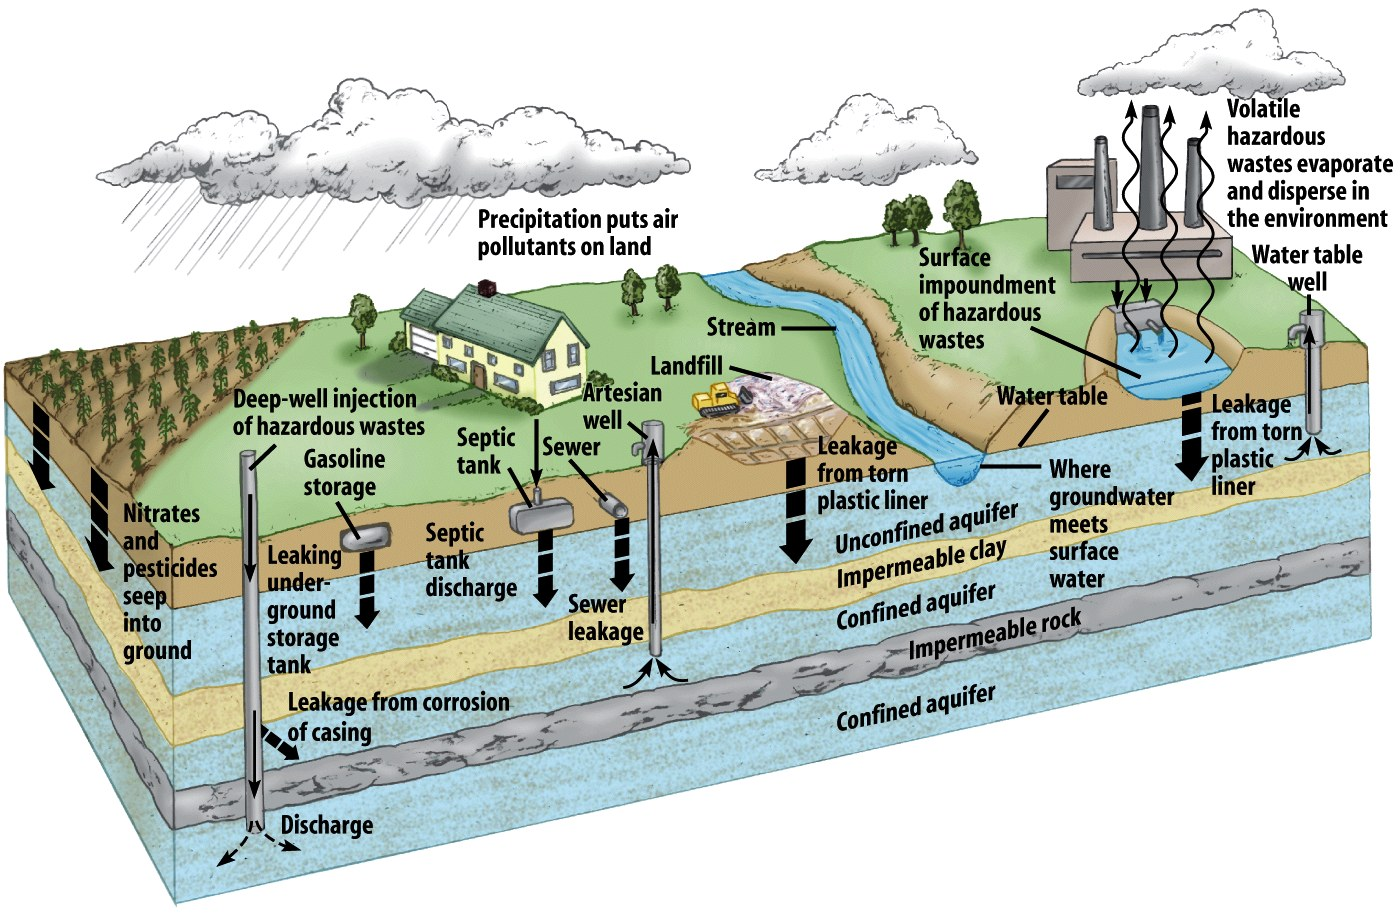 Volatile
hazardous
wastes evaporate
and disperse in
the environment
Precipitation puts air
pollutants on land
Water table
well
Surface
impoundment
of hazardous
wastes
Stream
Landfill
Artesian
well
Water table
Deep-well injection
of hazardous wastes
Gasoline
storage
Septic
tank
Sewer
Leakage
from torn
plastic liner
Leakage
from torn
plastic
liner
Where
groundwater
meets
surface
water
Nitrates
and
pesticides
seep
into
ground
Leaking
under-
ground
storage
tank
Septic
tank
discharge
Sewer
leakage
Unconfined aquifer
Impermeable clay
Confined aquifer
Impermeable rock
Confined aquifer
Leakage from corrosion
of casing
Discharge